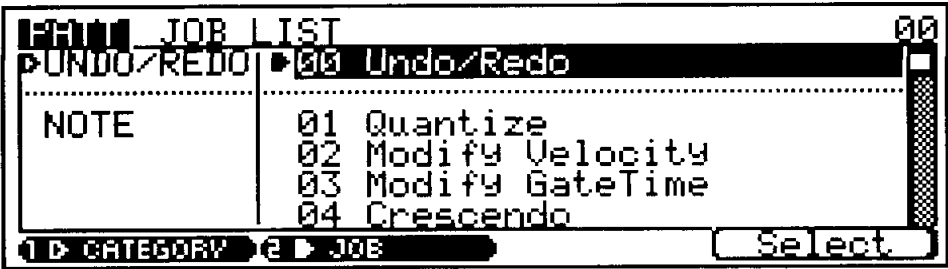 PATT JOB LIST 00
UNDO/REDO 00 Undo/Redo
NOTE 01 Quantize
02 Modify Velocity
03 Modify GateTime
04 Crescendo
1 CATEGORY 2 JOB Select